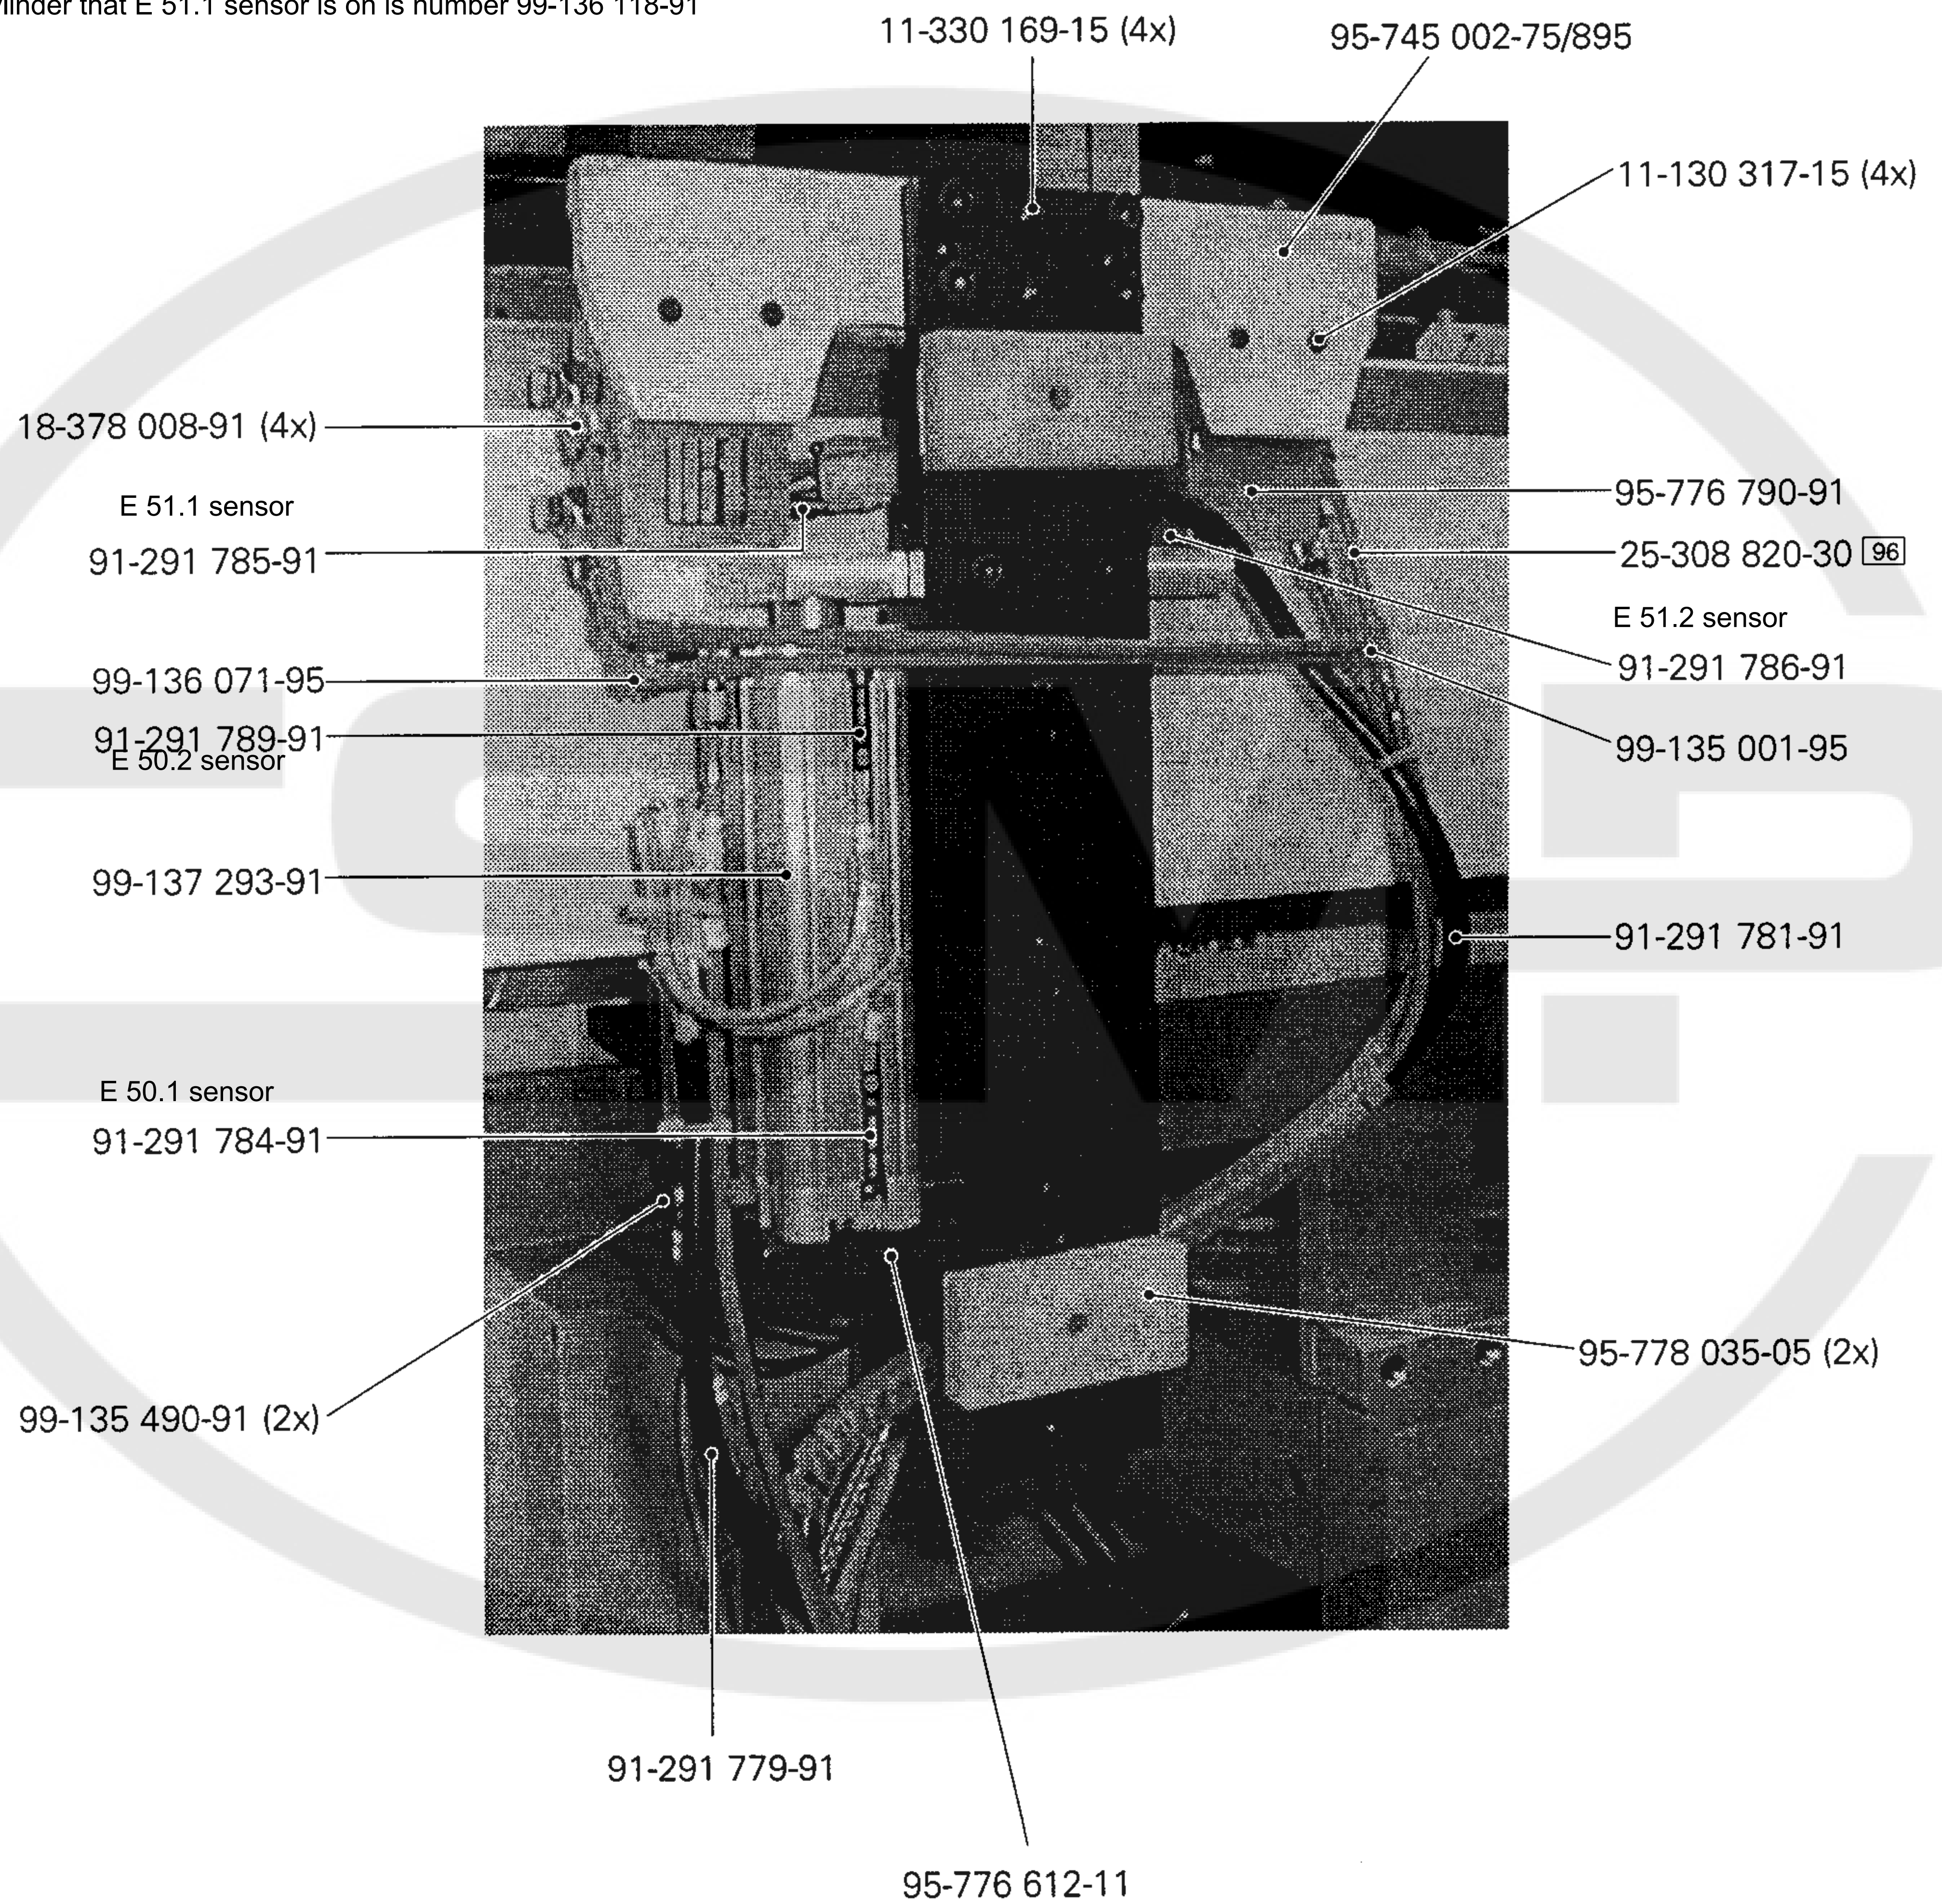 that E 51.1 sensor is on is number 99-136 118-91
11-330 169-15 (4x)
95-745 002-75/895
11-130 317-15 (4x)
18-378 008-91 (4x)
E 51.1 sensor
91-291 785-91
95-776 790-91
25-308 820-30 96
E 51.2 sensor
91-291 786-91
99-136 071-95
91-291 789-91
E 50.2 sensor
99-135 001-95
99-137 293-91
91-291 781-91
E 50.1 sensor
91-291 784-91
95-778 035-05 (2x)
99-135 490-91 (2x)
91-291 779-91
95-776 612-11